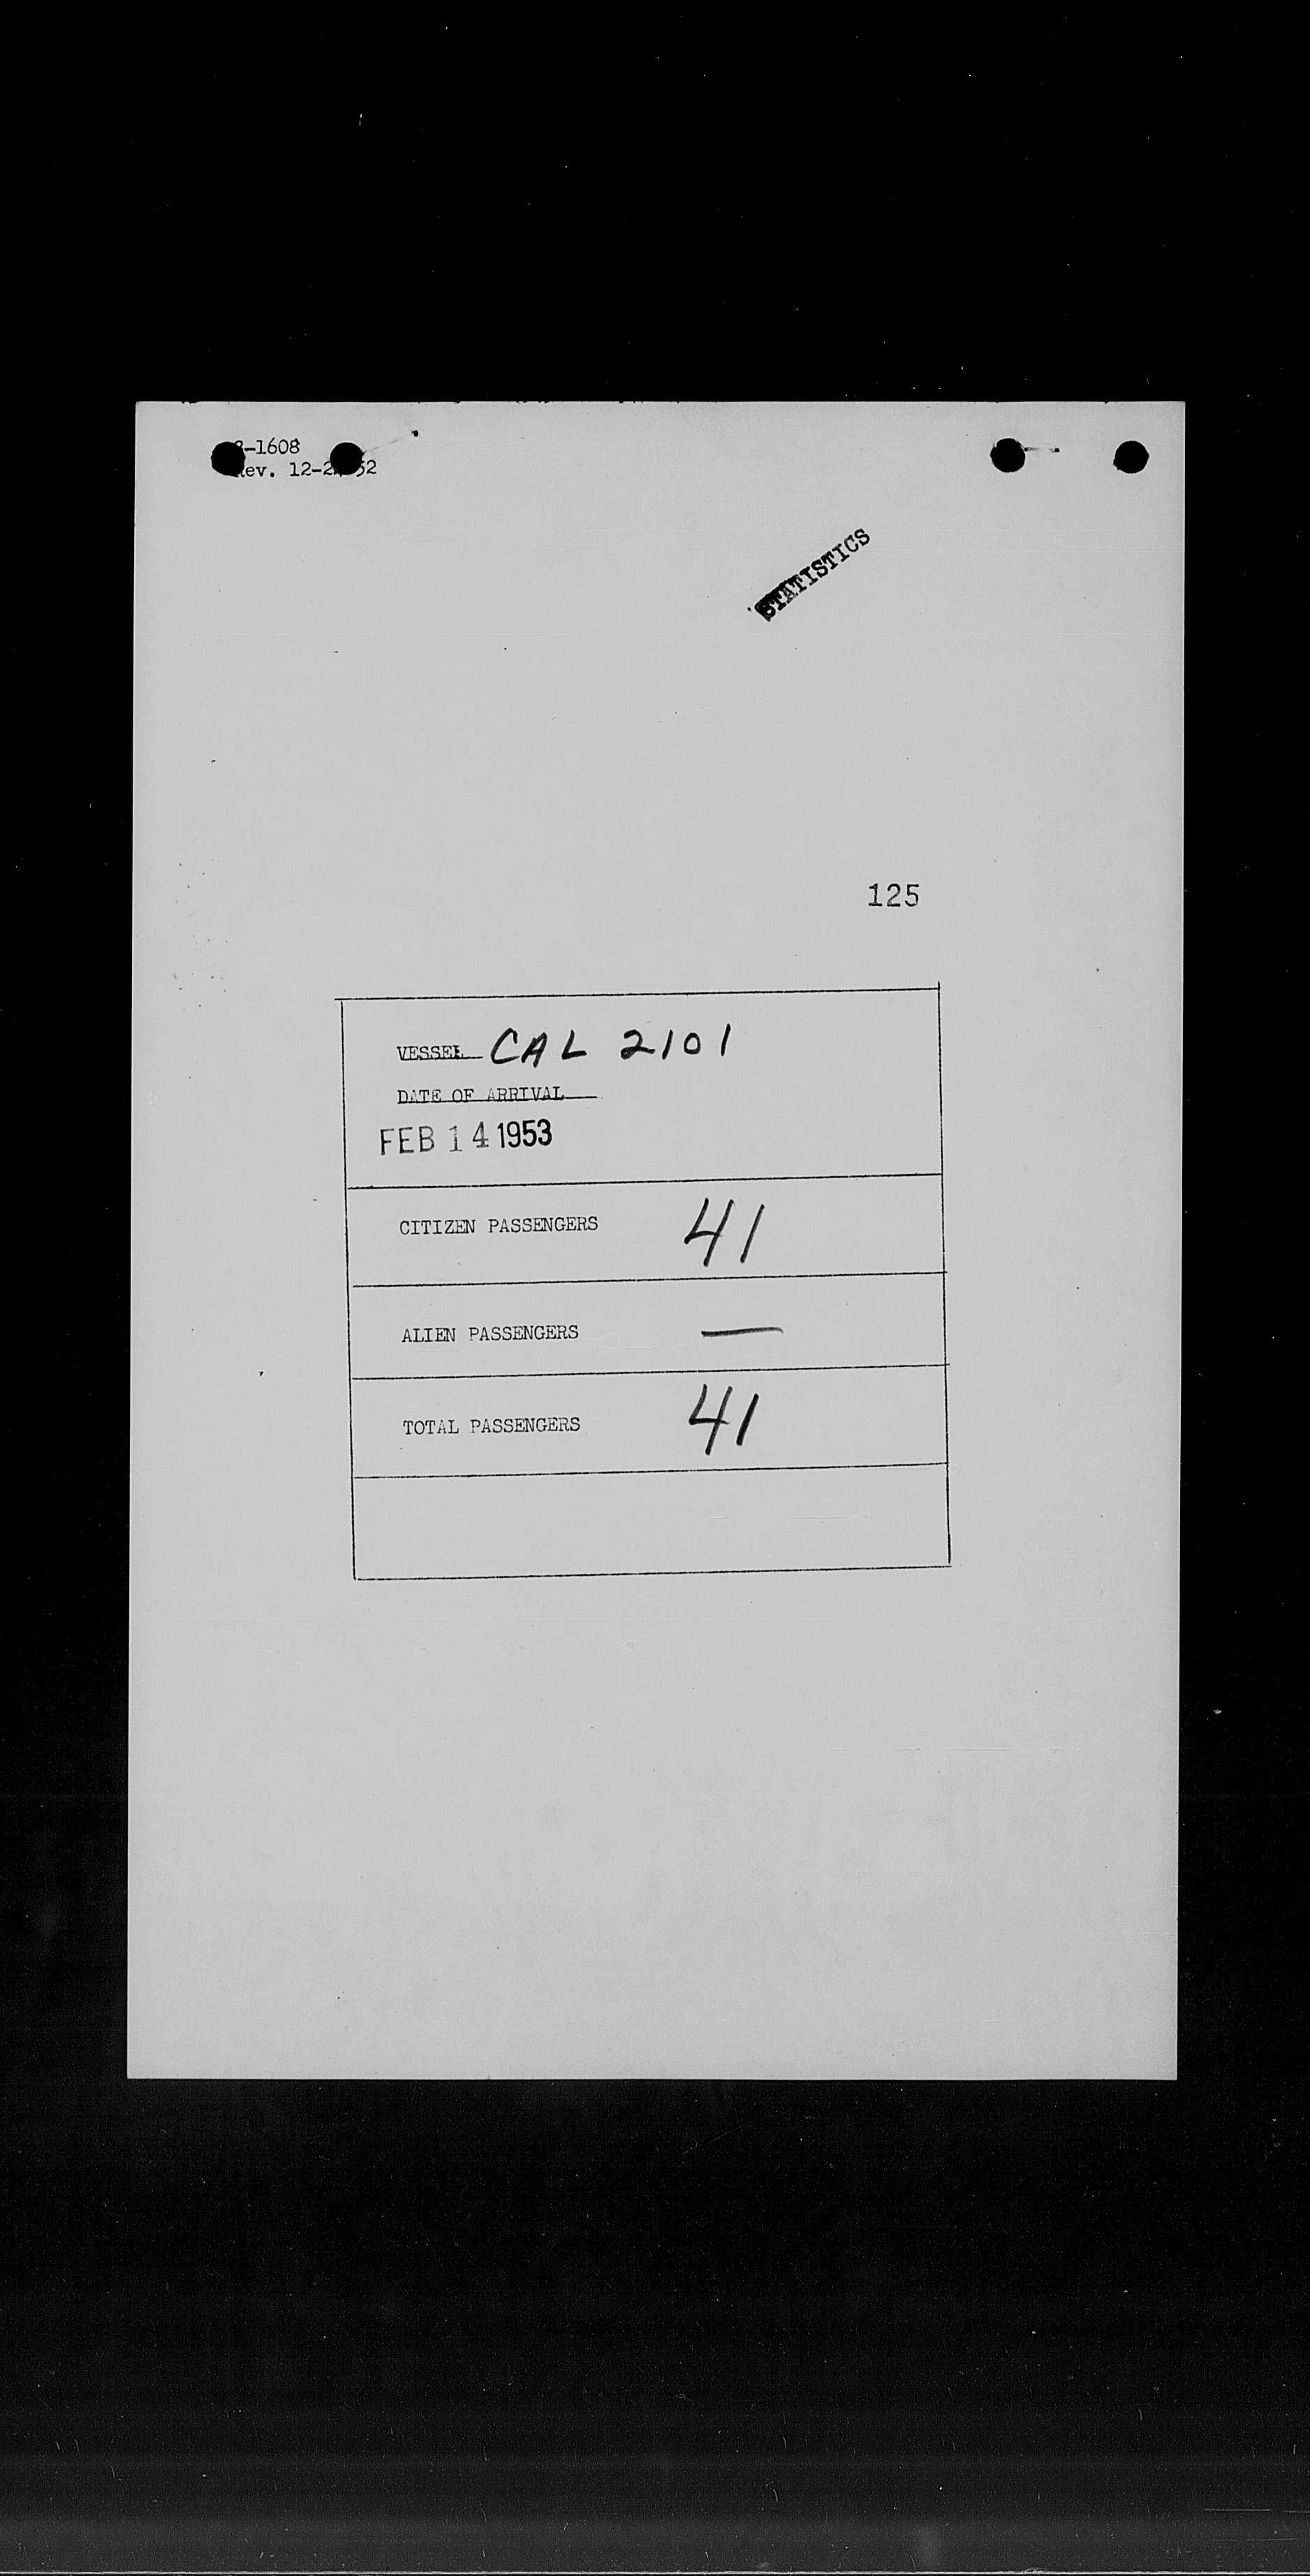 -1608
ev. 12-2 52
STATISTICS
125
VESSEL CAL 2101
DATE OF ARRIVAL
FEB 14 1953
CITIZEN PASSENGERS 41
ALIEN PASSENGERS —
TOTAL PASSENGERS 41